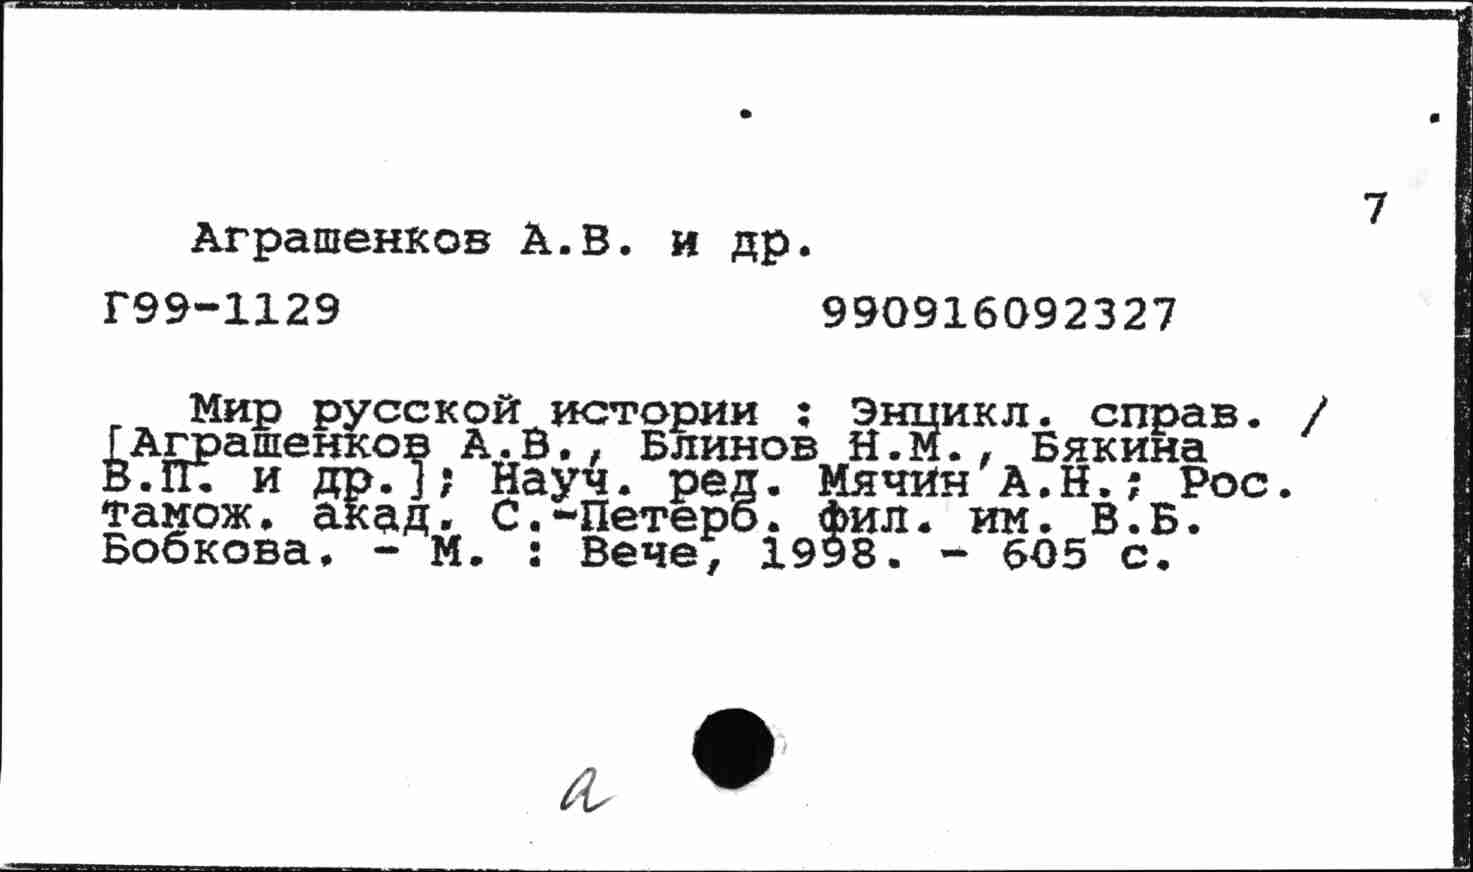 7
Аграшенков А.В. и др.
Г99-1129 990916092327
Мир русской истории : Энцикл. справ. /
[Аграшенков А.В., Блинов Н.М., Бякина
В.П. и др.]; Науч. ред. Мячин А.Н.; Рос.
тамож. акад. С.-Петерб. фил. им. В.Б.
Бобкова. - М. : Вече, 1998. - 605 с.
а